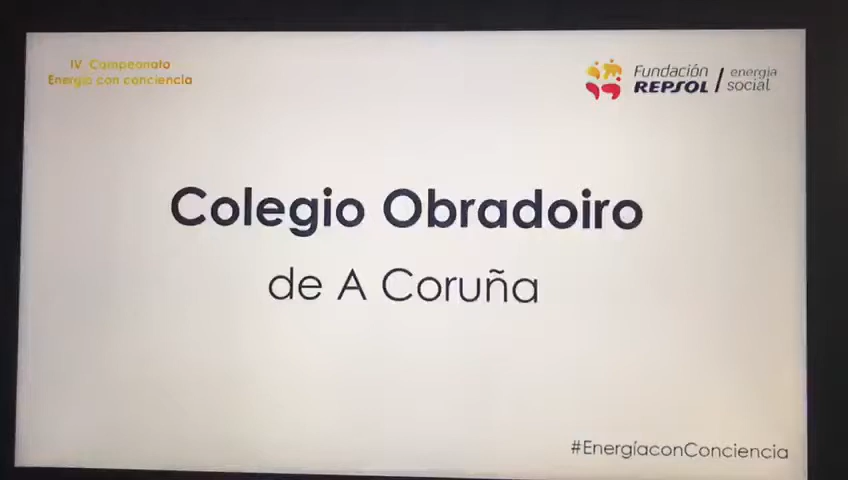 IV Campeonato
Energía con conciencia
Fundación
REPSOL
energía
social
Colegio Obradoiro
de A Coruña
#EnergíaconConciencia